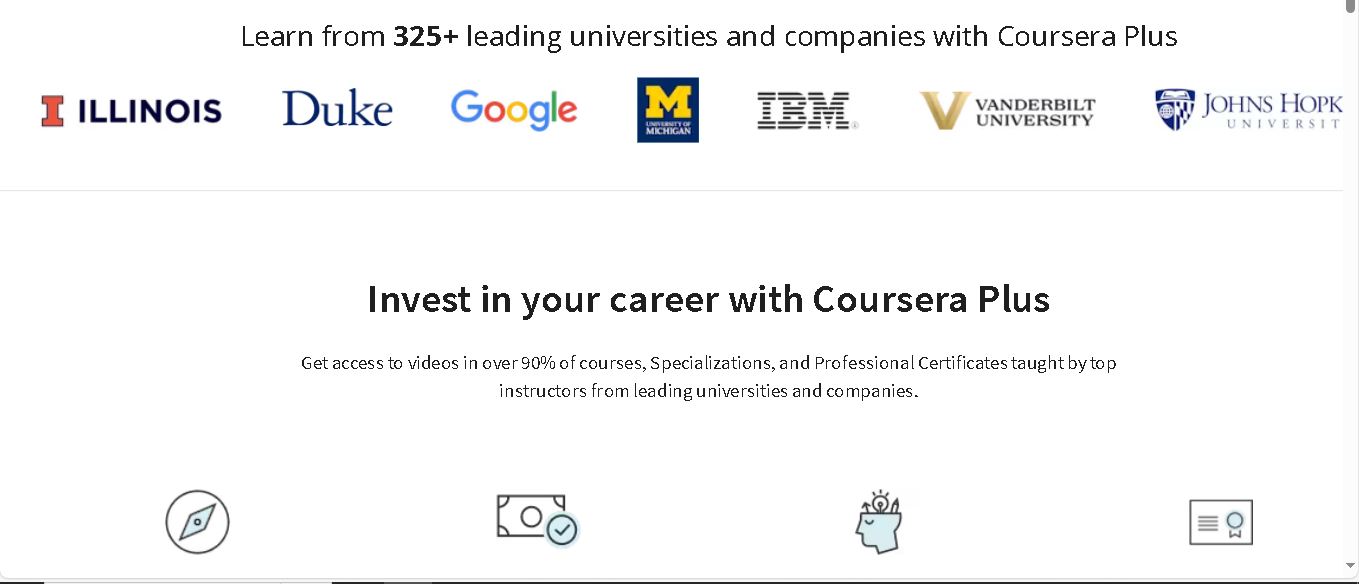 Learn from 325+ leading universities and companies with Coursera Plus
ILLINOIS
Duke
Google
M
UNIVERSITY OF
MICHIGAN
IBM
VANDERBILT
UNIVERSITY
JOHNS HOPK
UNIVERSIT
Invest in your career with Coursera Plus
Get access to videos in over 90% of courses, Specializations, and Professional Certificates taught by top
instructors from leading universities and companies.